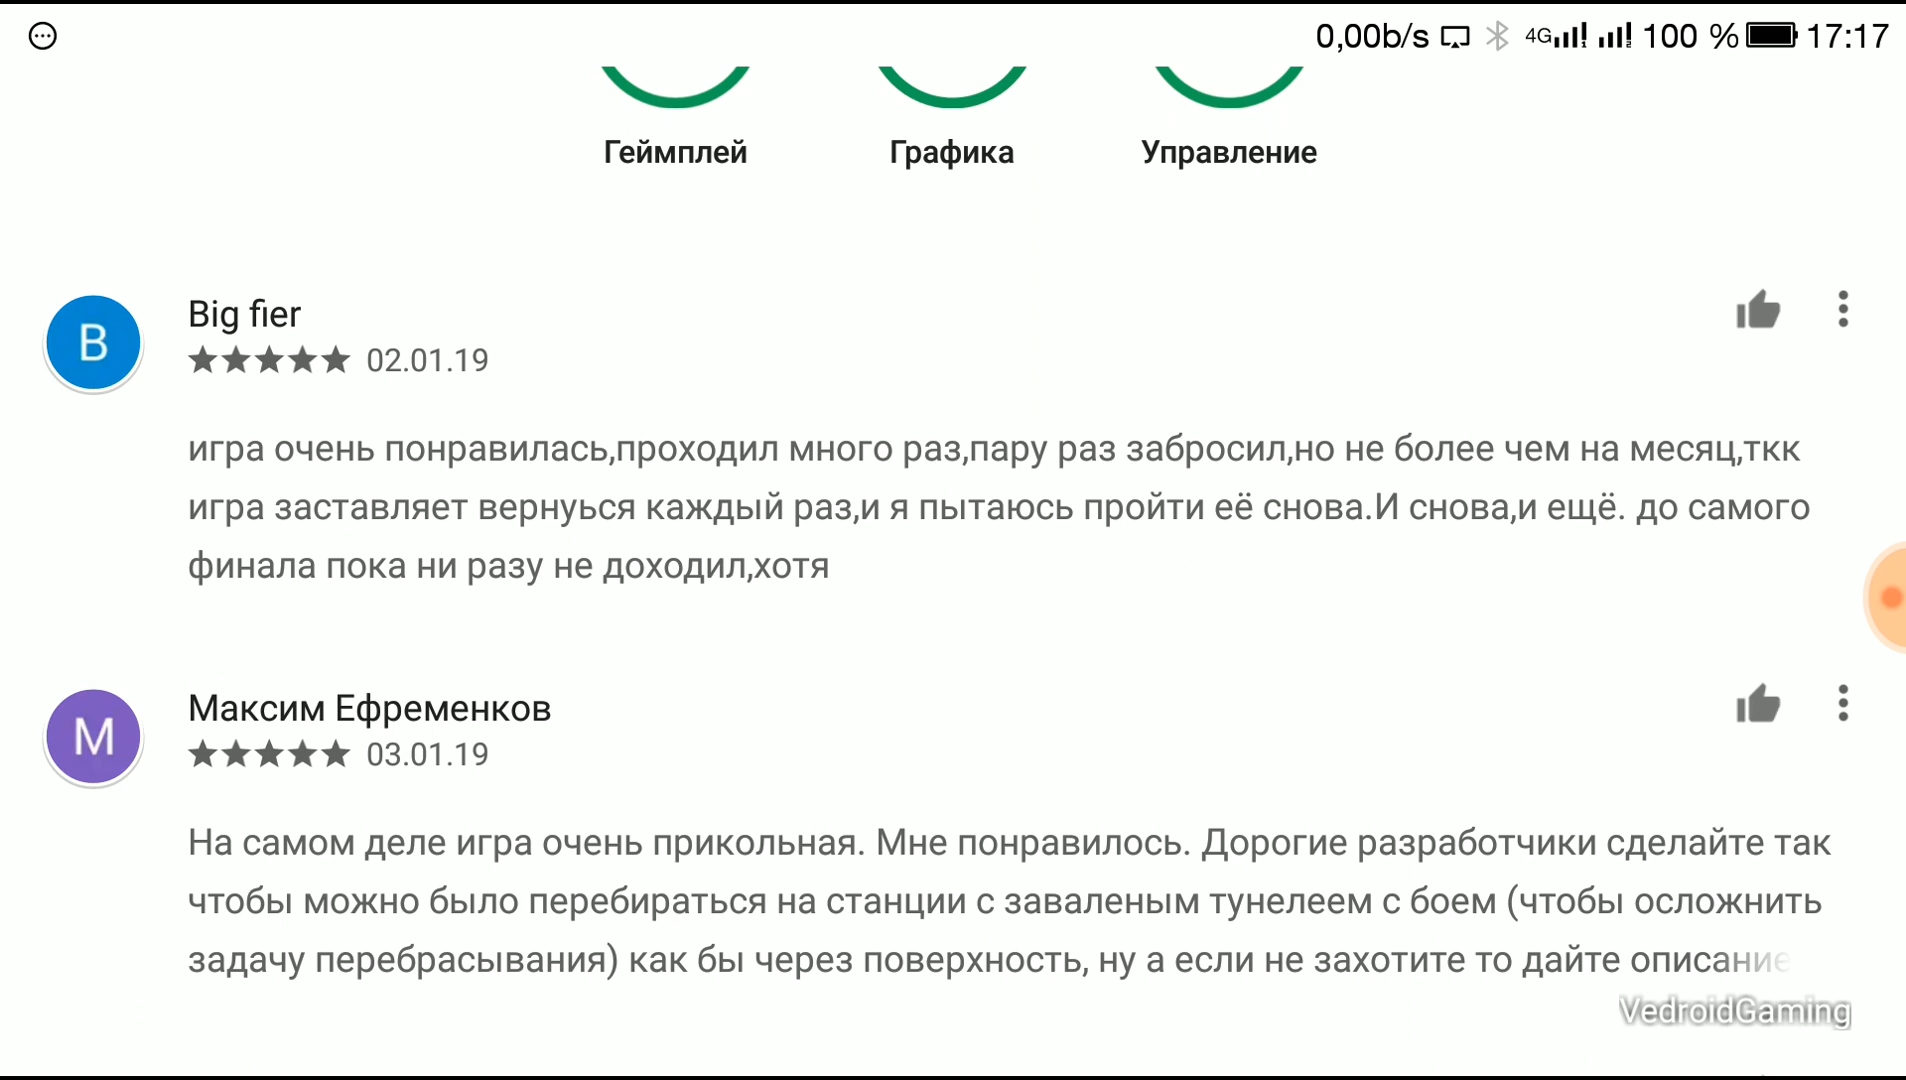 0,00b/s 4G 100 % 17:17
Геймплей Графика Управление
B
Big fier
02.01.19
игра очень понравилась,проходил много раз,пару раз забросил,но не более чем на месяц,ткк
игра заставляет вернуься каждый раз,и я пытаюсь пройти её снова.И снова,и ещё. до самого
финала пока ни разу не доходил,хотя
М
Максим Ефременков
03.01.19
На самом деле игра очень прикольная. Мне понравилось. Дорогие разработчики сделайте так
чтобы можно было перебираться на станции с заваленым тунелеем с боем (чтобы осложнить
задачу перебрасывания) как бы через поверхность, ну а если не захотите то дайте описание
VedroidGaming